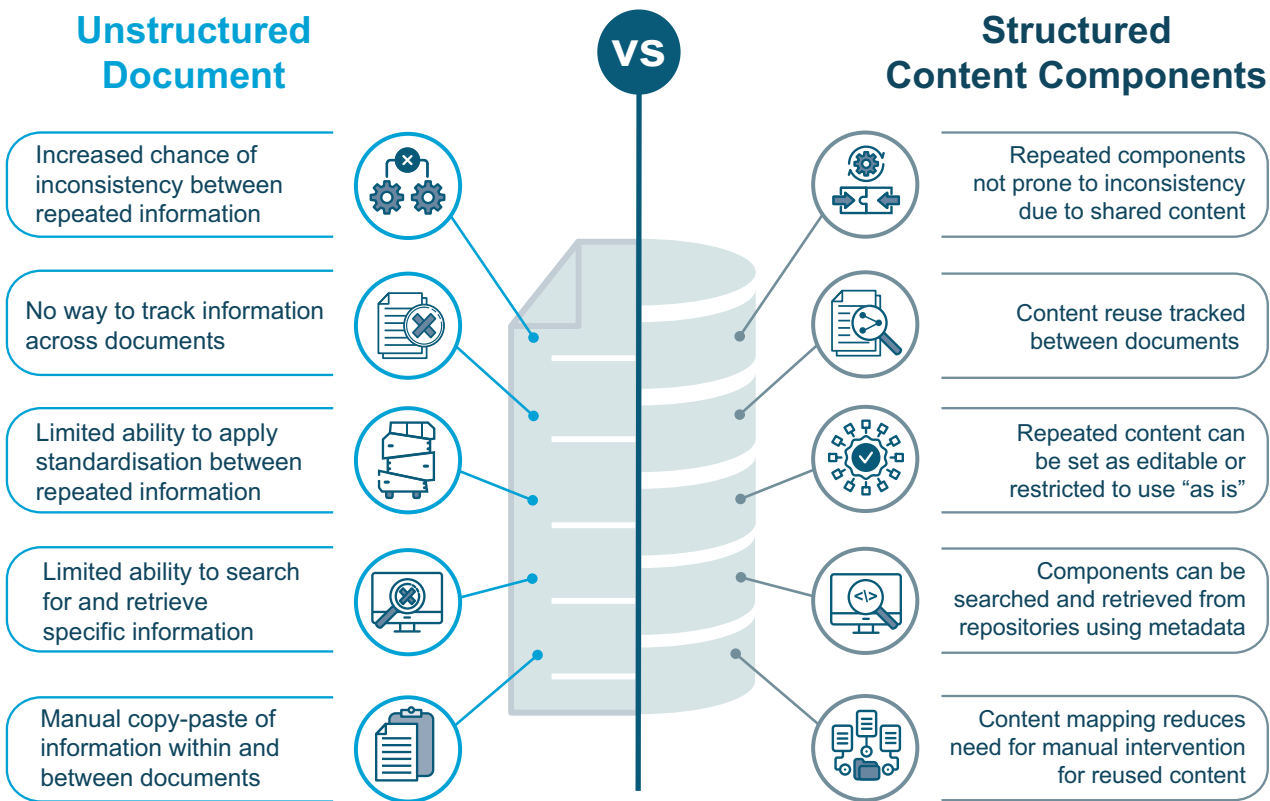 Unstructured
Document
VS
Structured
Content Components
Increased chance of
inconsistency between
repeated information
Repeated components
not prone to inconsistency
due to shared content
No way to track information
across documents
Content reuse tracked
between documents
Limited ability to apply
standardisation between
repeated information
Repeated content can
be set as editable or
restricted to use “as is”
Limited ability to search
for and retrieve
specific information
Components can be
searched and retrieved from
repositories using metadata
Manual copy-paste of
information within and
between documents
Content mapping reduces
need for manual intervention
for reused content